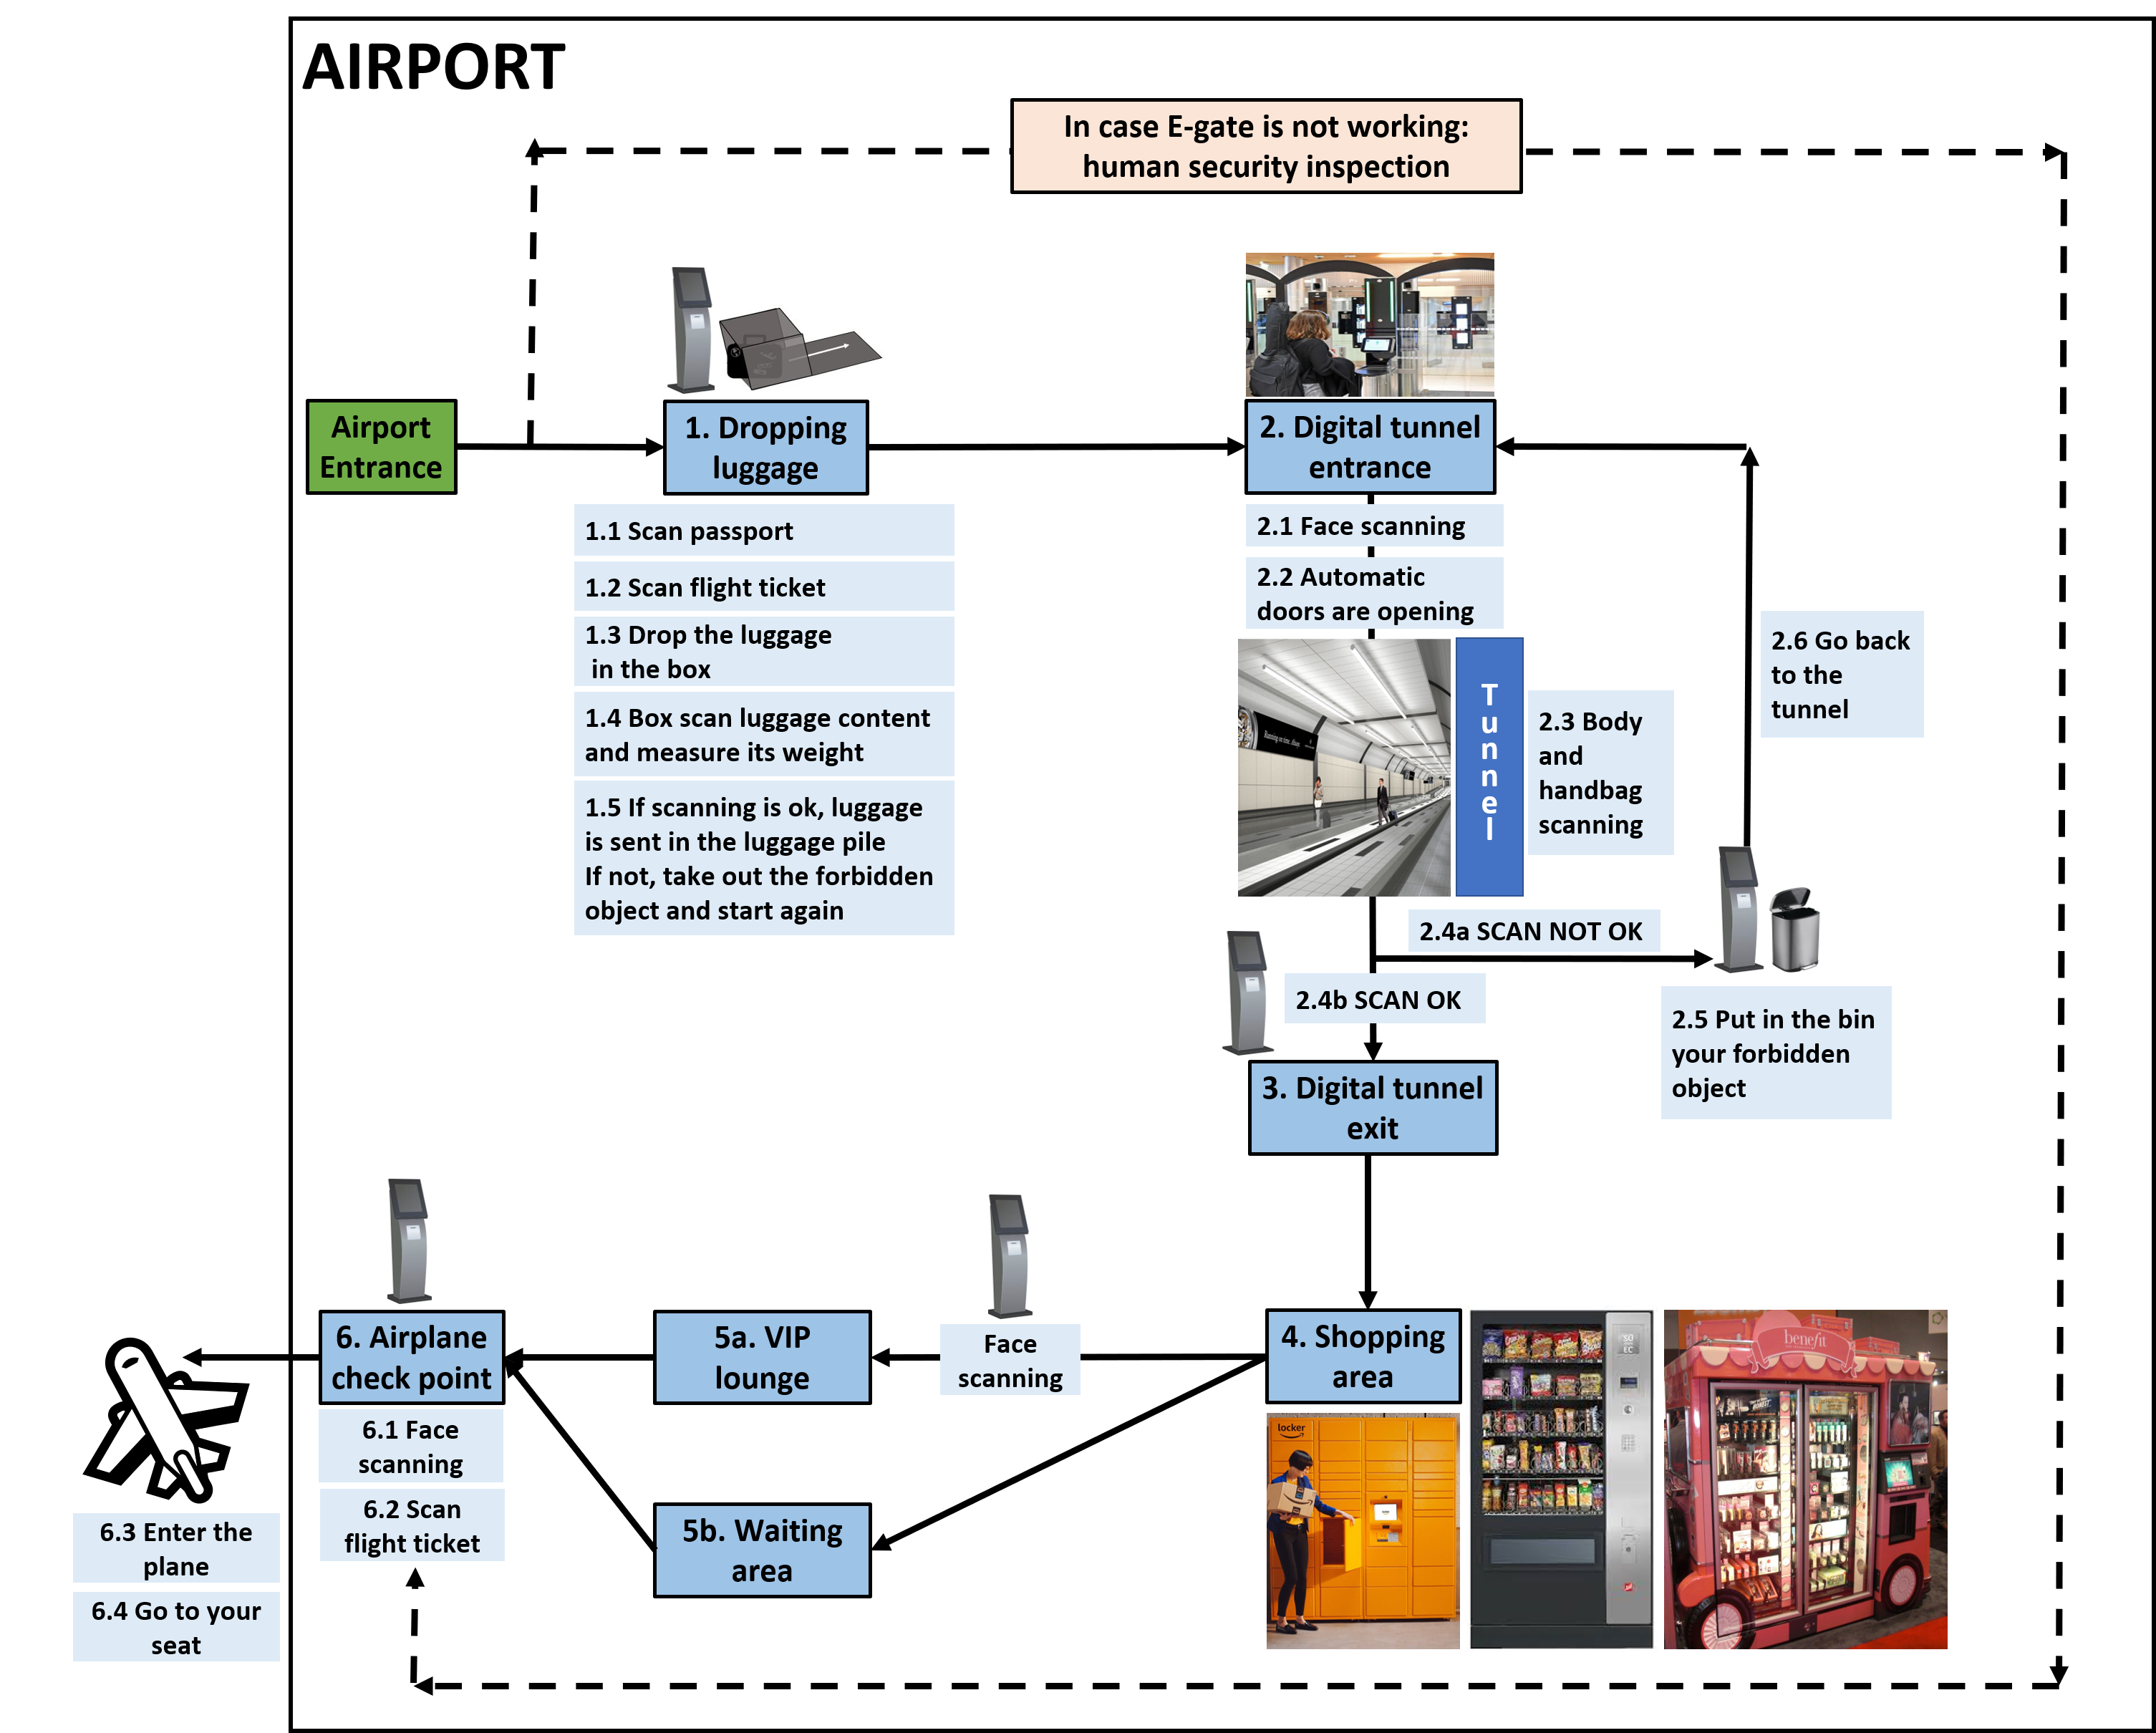 AIRPORT
In case E-gate is not working:
human security inspection
Airport
Entrance
1. Dropping
luggage
2. Digital tunnel
entrance
1.1 Scan passport
1.2 Scan flight ticket
1.3 Drop the luggage
in the box
1.4 Box scan luggage content
and measure its weight
1.5 If scanning is ok, luggage
is sent in the luggage pile
If not, take out the forbidden
object and start again
2.1 Face scanning
2.2 Automatic
doors are opening
Tunnel
2.3 Body
and
handbag
scanning
2.6 Go back
to the
tunnel
2.4a SCAN NOT OK
2.4b SCAN OK
2.5 Put in the bin
your forbidden
object
3. Digital tunnel
exit
6. Airplane
check point
5a. VIP
lounge
Face
scanning
4. Shopping
area
benefit
locker
6.1 Face
scanning
6.2 Scan
flight ticket
5b. Waiting
area
6.3 Enter the
plane
6.4 Go to your
seat